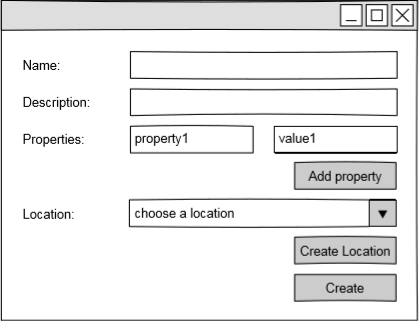 Name:
Description:
Properties: property1 value1
Add property
Location: choose a location
Create Location
Create